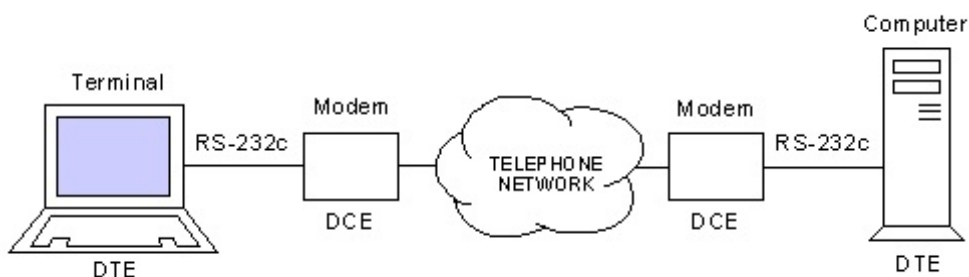 Computer
Terminal
Modem
Modem
RS-232c
RS-232c
TELEPHONE
NETWORK
DCE
DCE
DTE
DTE